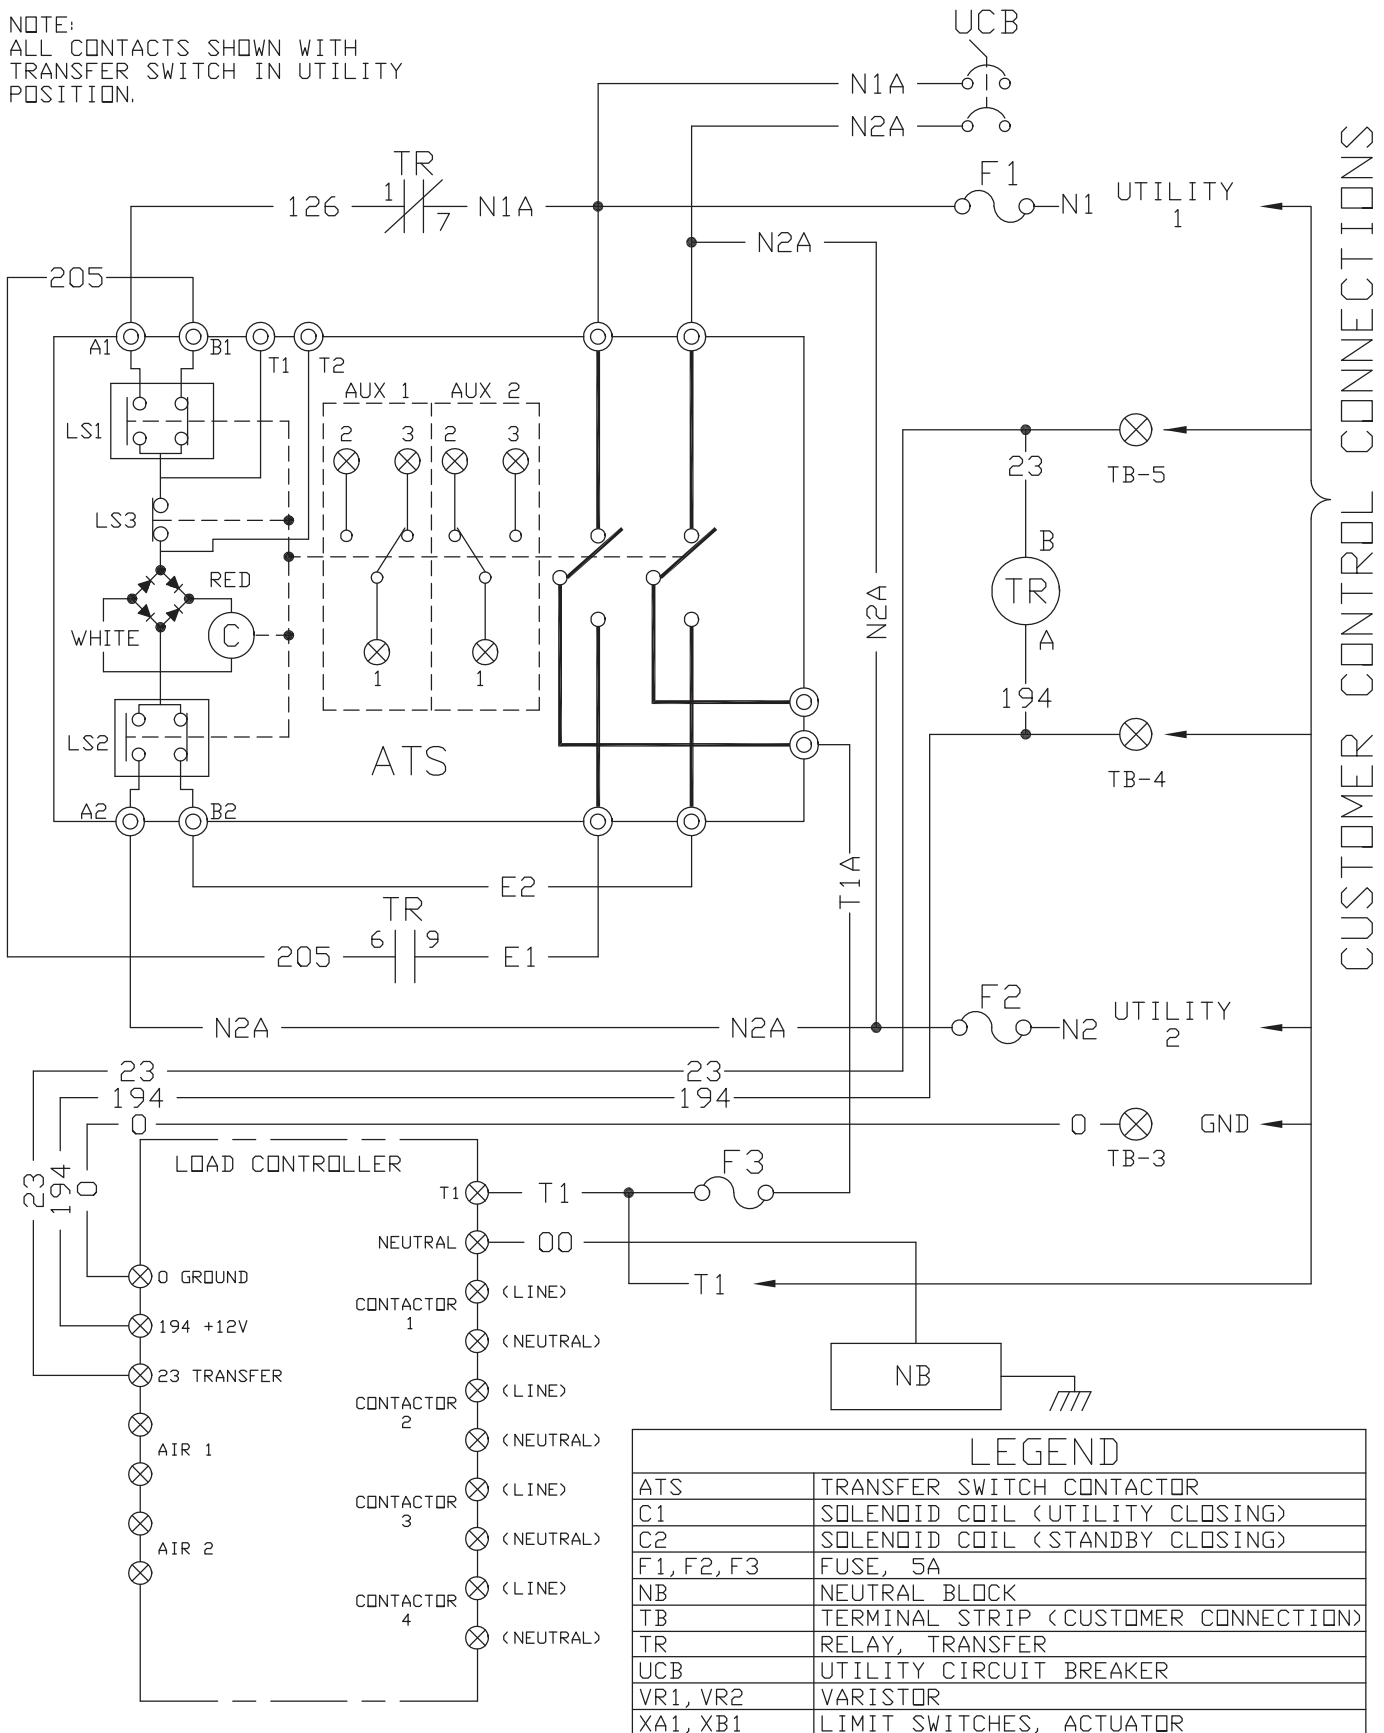 NOTE:
ALL CONTACTS SHOWN WITH
TRANSFER SWITCH IN UTILITY
POSITION.
UCB
N1A
N2A
TR
1
7
126
N1A
F1
N1
UTILITY
1
N2A
205
A1
B1
T1
T2
AUX 1
AUX 2
LS1
2
3
2
3
23
TB-5
LS3
B
RED
TR
WHITE
C
N2A
A
1
1
194
LS2
ATS
TB-4
A2
B2
T1A
E2
TR
6
9
205
E1
F2
N2A
N2A
N2
UTILITY
2
CUSTOMER CONTROL CONNECTIONS
23
23
194
194
0
0
GND
TB-3
23
194
0
LOAD CONTROLLER
T1
T1
F3
NEUTRAL
00
0 GROUND
T1
CONTACTOR
1
(LINE)
(NEUTRAL)
194 +12V
23 TRANSFER
NB
CONTACTOR
2
(LINE)
(NEUTRAL)
AIR 1
CONTACTOR
3
(LINE)
(NEUTRAL)
AIR 2
CONTACTOR
4
(LINE)
(NEUTRAL)
LEGEND
ATS TRANSFER SWITCH CONTACTOR
C1 SOLENOID COIL (UTILITY CLOSING)
C2 SOLENOID COIL (STANDBY CLOSING)
F1,F2,F3 FUSE, 5A
NB NEUTRAL BLOCK
TB TERMINAL STRIP (CUSTOMER CONNECTION)
TR RELAY, TRANSFER
UCB UTILITY CIRCUIT BREAKER
VR1,VR2 VARISTOR
XA1,XB1 LIMIT SWITCHES, ACTUATOR